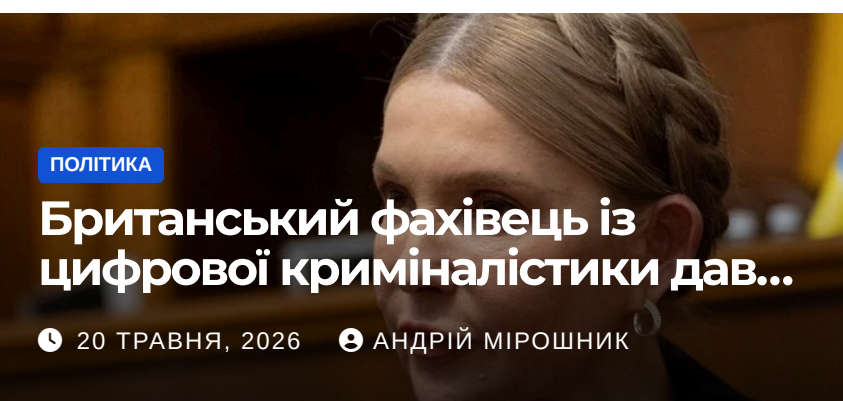 ПОЛІТИКА
Британський фахівець із
цифрової криміналістики дав...
20 ТРАВНЯ, 2026 АНДРІЙ МІРОШНИК